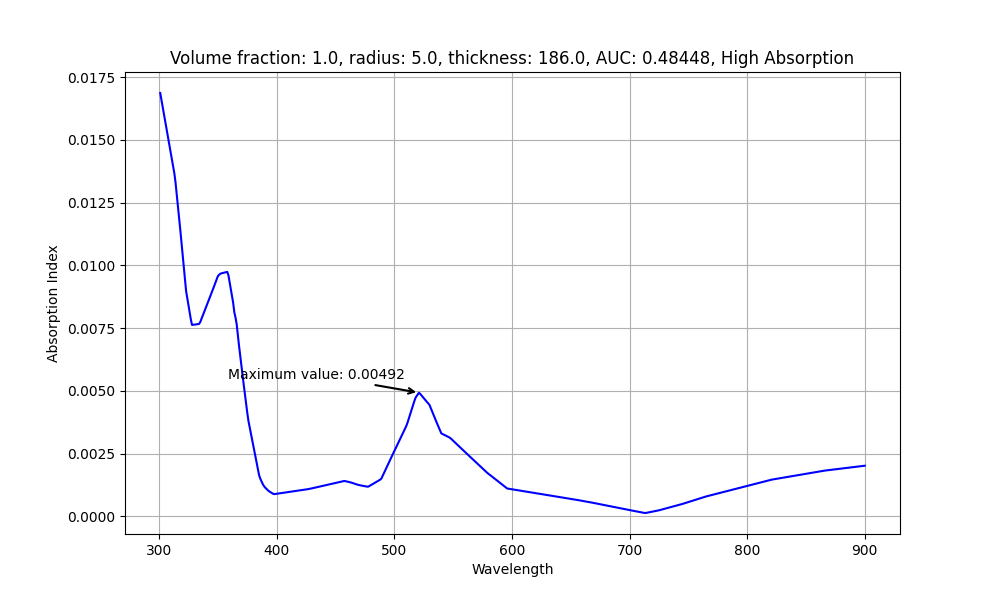 Volume fraction: 1.0, radius: 5.0, thickness: 186.0, AUC: 0.48448, High Absorption
0.0175
0.0150
0.0125
0.0100
0.0075
0.0050
0.0025
0.0000
Absorption Index
Maximum value: 0.00492
300 400 500 600 700 800 900
Wavelength